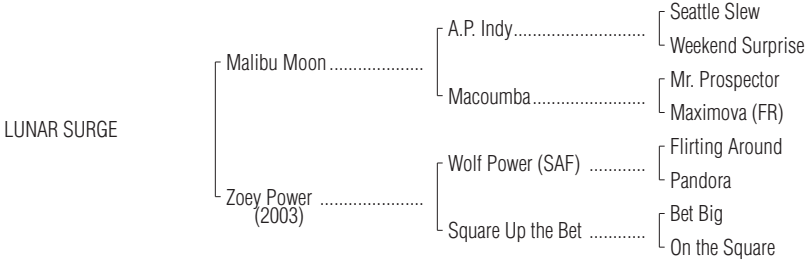 LUNAR SURGE
Malibu Moon ....................
A.P. Indy............................
Seattle Slew
Weekend Surprise
Macoumba........................
Mr. Prospector
Maximova (FR)
Zoey Power ......................
(2003)
Wolf Power (SAF) ............
Flirting Around
Pandora
Square Up the Bet ............
Bet Big
On the Square